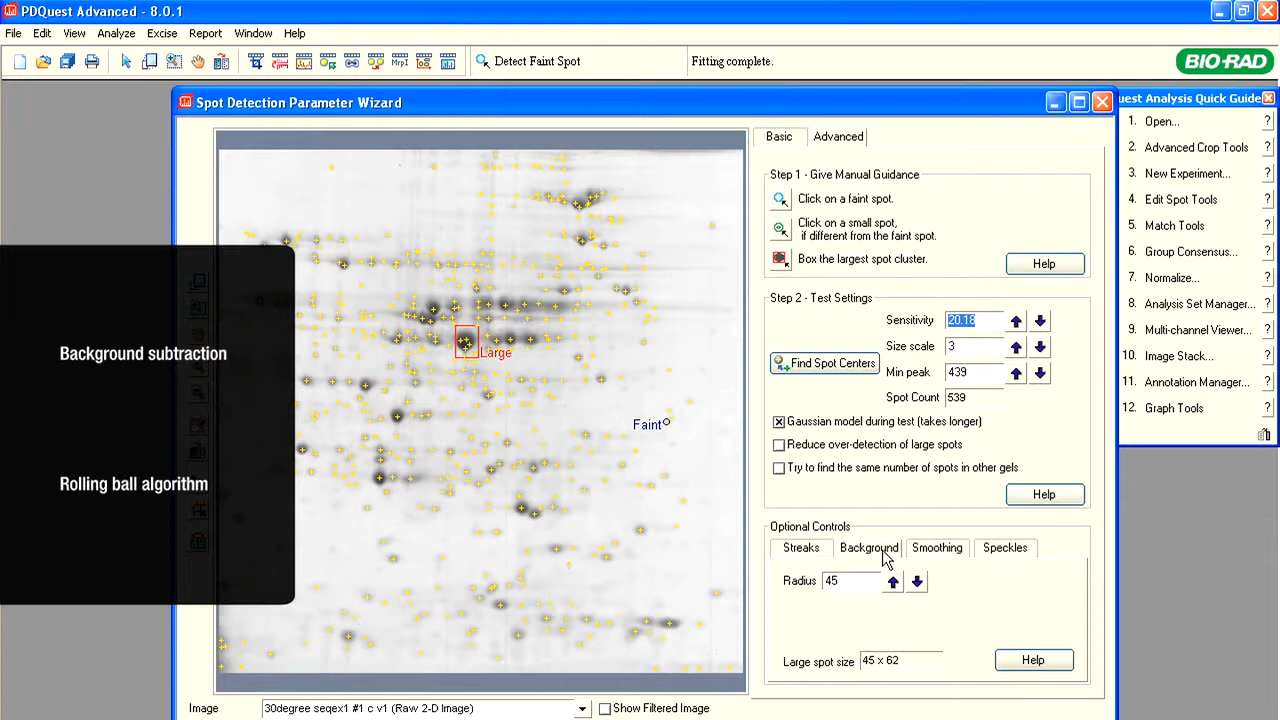 PDQuest Advanced - 8.0.1
File Edit View Analyze Excise Report Window Help
Detect Faint Spot
Fitting complete.
BIO-RAD
Spot Detection Parameter Wizard
uest Analysis Quick Guide
1. Open... ?
2. Advanced Crop Tools ?
3. New Experiment... ?
4. Edit Spot Tools ?
5. Match Tools ?
6. Group Consensus... ?
7. Normalize... ?
8. Analysis Set Manager... ?
9. Multi-channel Viewer... ?
10. Image Stack... ?
11. Annotation Manager... ?
12. Graph Tools ?
Background subtraction
Rolling ball algorithm
Large
Faint
Basic Advanced
Step 1 - Give Manual Guidance
Click on a faint spot.
Click on a small spot,
if different from the faint spot.
Box the largest spot cluster.
Help
Step 2 - Test Settings
Sensitivity 20.18
Size scale 3
Find Spot Centers
Min peak 439
Spot Count 539
Gaussian model during test (takes longer)
Reduce over-detection of large spots
Try to find the same number of spots in other gels
Help
Optional Controls
Streaks Background Smoothing Speckles
Radius 45
Large spot size 45 x 62
Help
Image 30degree seqex1 #1 c v1 (Raw 2-D Image) Show Filtered Image